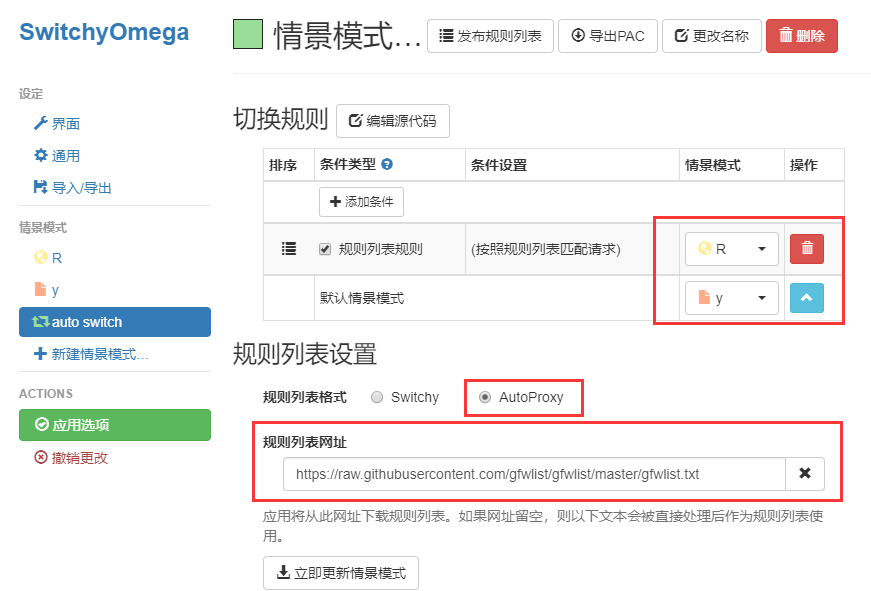 SwitchyOmega
设定
界面
通用
导入/导出
情景模式
R
y
auto switch
新建情景模式…
ACTIONS
应用选项
撤销更改
情景模式… 发布规则列表 导出PAC 更改名称 删除
切换规则 编辑源代码
排序 条件类型 条件设置 情景模式 操作
添加条件
规则列表规则 (按照规则列表匹配请求) R
默认情景模式 y
规则列表设置
规则列表格式 Switchy AutoProxy
规则列表网址
https://raw.githubusercontent.com/gfwlist/gfwlist/master/gfwlist.txt
应用将从此网址下载规则列表。如果网址留空，则以下文本会被直接处理后作为规则列表使
用。
立即更新情景模式